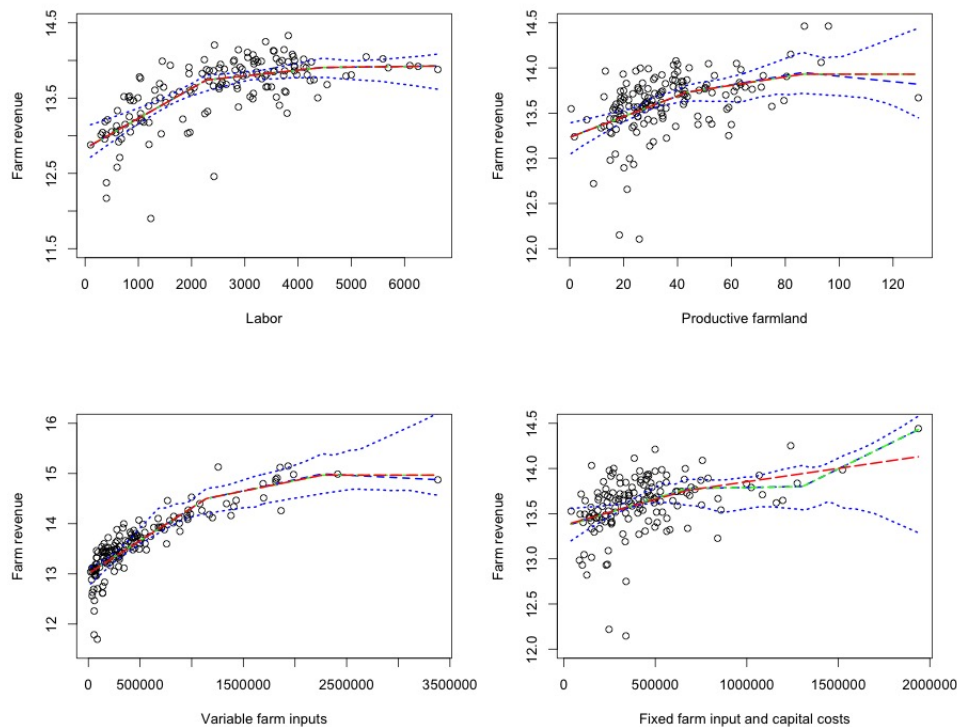 Farm revenue
14.5
13.5
12.5
11.5
0 1000 2000 3000 4000 5000 6000
Labor
Farm revenue
14.5
14.0
13.5
13.0
12.5
12.0
0 20 40 60 80 100 120
Productive farmland
Farm revenue
16
15
14
13
12
0 500000 1500000 2500000 3500000
Variable farm inputs
Farm revenue
14.5
14.0
13.5
13.0
12.5
12.0
0 500000 1000000 1500000 2000000
Fixed farm input and capital costs